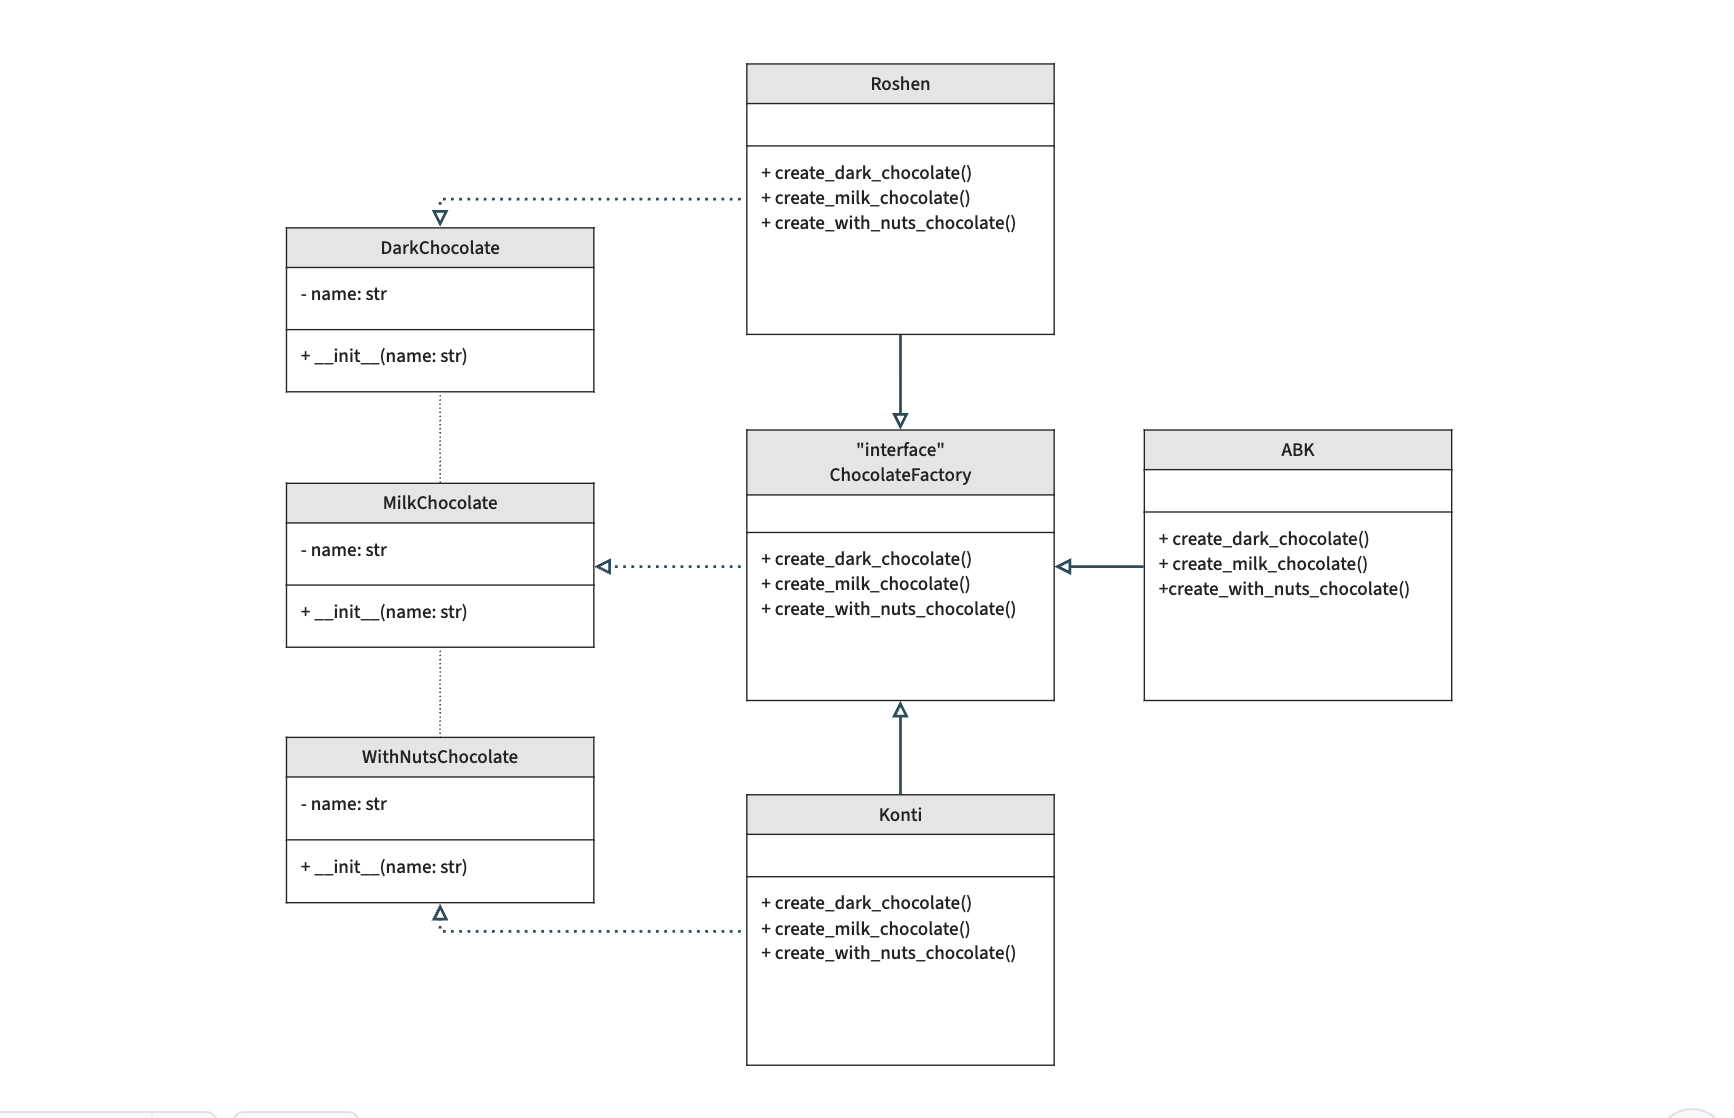 Roshen
+ create_dark_chocolate()
+ create_milk_chocolate()
+ create_with_nuts_chocolate()
DarkChocolate
- name: str
+ __init__(name: str)
MilkChocolate
- name: str
+ __init__(name: str)
WithNutsChocolate
- name: str
+ __init__(name: str)
"interface"
ChocolateFactory
+ create_dark_chocolate()
+ create_milk_chocolate()
+ create_with_nuts_chocolate()
ABK
+ create_dark_chocolate()
+ create_milk_chocolate()
+create_with_nuts_chocolate()
Konti
+ create_dark_chocolate()
+ create_milk_chocolate()
+ create_with_nuts_chocolate()